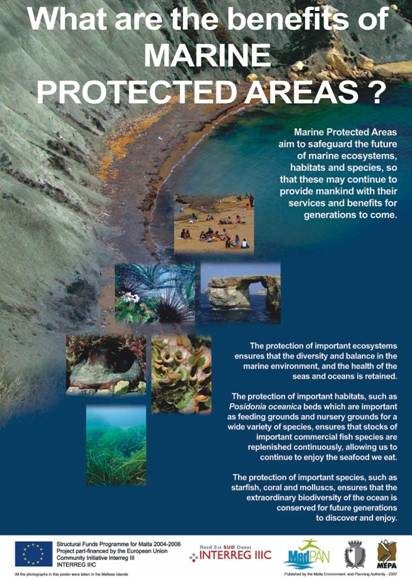 What are the benefits of
MARINE
PROTECTED AREAS ?
Marine Protected Areas
aim to safeguard the future
of marine ecosystems,
habitats and species, so
that these may continue to
provide mankind with their
services and benefits for
generations to come.
The protection of important ecosystems
ensures that the diversity and balance in the
marine environment, and the health of the
seas and oceans is retained.
The protection of important habitats, such as
Posidonia oceanica beds which are important
as feeding grounds and nursery grounds for a
wide variety of species, ensures that stocks of
important commercial fish species are
replenished continuously, allowing us to
continue to enjoy the seafood we eat.
The protection of important species, such as
starfish, coral and molluscs, ensures that the
extraordinary biodiversity of the ocean is
conserved for future generations
to discover and enjoy.
Structural Funds Programme for Malta 2004-2006
Project part-financed by the European Union
Community Initiative Interreg III
INTERREG IIIC
Nord Est SUD Ouest
INTERREG IIIC
MedPAN
MEPA
All the photographs in this poster were taken in the Maltese Islands
Published by the Malta Environment and Planning Authority - 2007